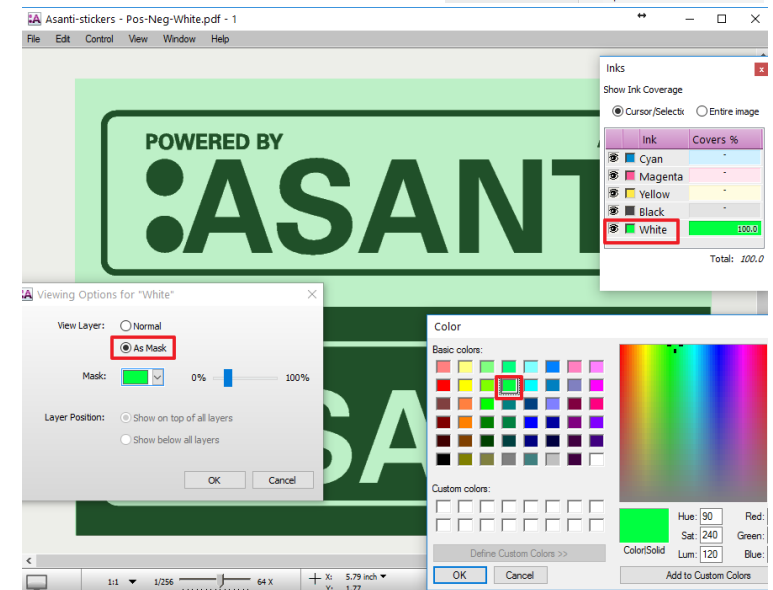 Asanti-stickers - Pos-Neg-White.pdf - 1
File Edit Control View Window Help
POWERED BY
:ASANT
Inks
x
Show Ink Coverage
Cursor/Selectic Entire image
Ink Covers %
Cyan -
Magenta -
Yellow -
Black -
White 100.0
Total: 100.0
:A Viewing Options for "White"
View Layer: Normal
As Mask
Mask: 0% 100%
Layer Position: Show on top of all layers
Show below all layers
OK Cancel
SA
Color
Basic colors:
Custom colors:
Define Custom Colors >>
OK Cancel
Color|Solid
Hue: 90 Red:
Sat: 240 Green:
Lum: 120 Blue:
Add to Custom Colors
1:1 1/256 64 X X: 5.79 inch
Y: 1.77